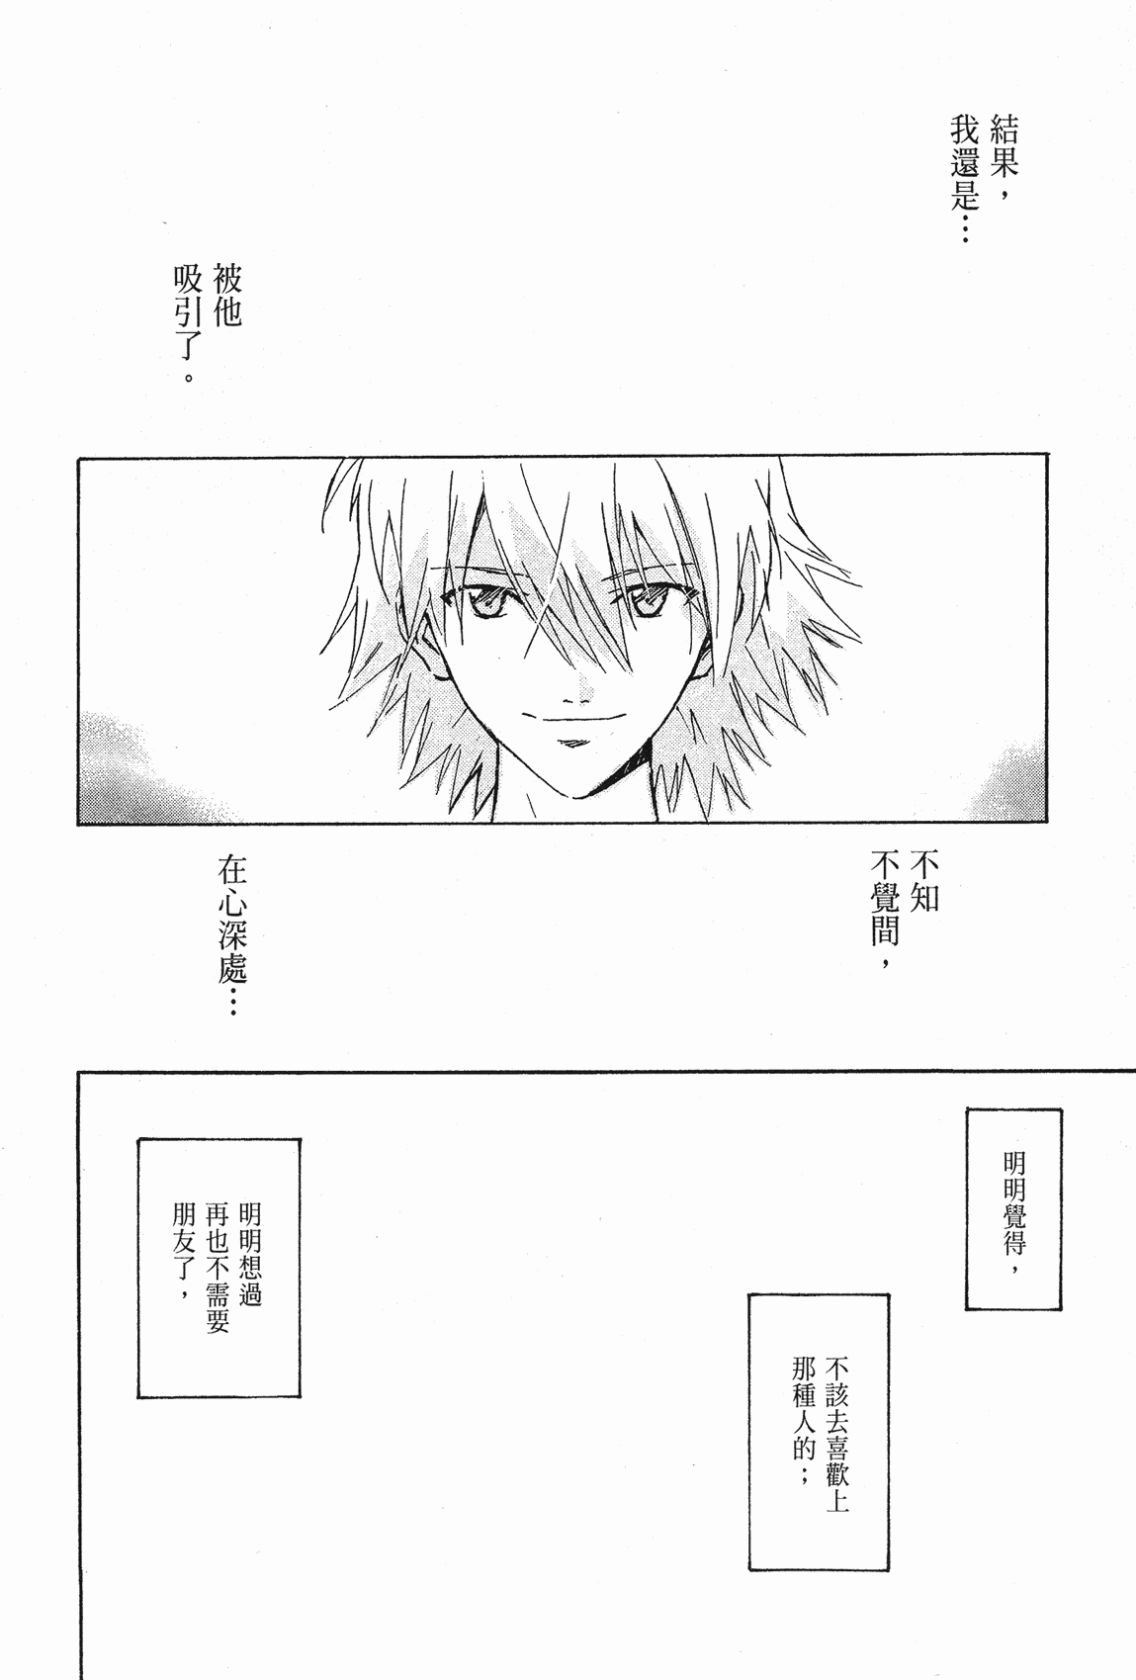 結果，
我還是…
被他
吸引了。
不知
不覺間，
在心深處…
明明覺得，
不該去喜歡上
那種人的；
明明想過
再也不需要
朋友了，